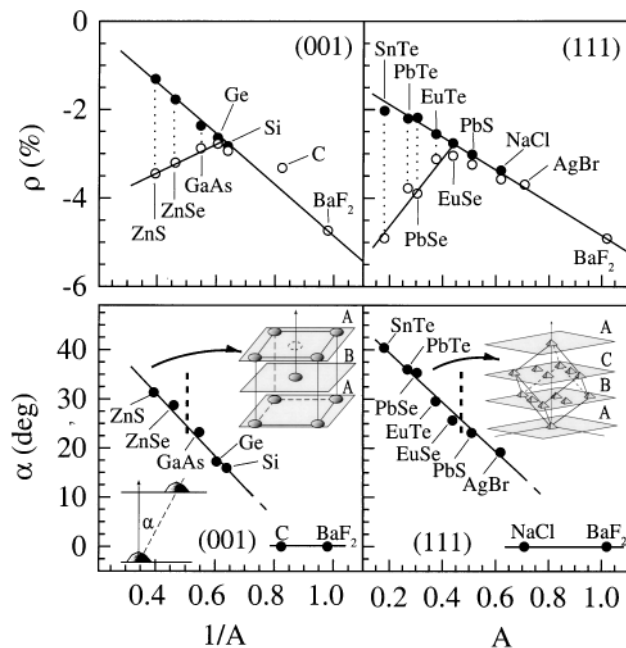 0
-2
-4
-6
ρ (%)
(001)
Ge
Si
C
GaAs
ZnSe
ZnS
BaF2
(111)
SnTe
PbTe
EuTe
PbS
NaCl
AgBr
EuSe
PbSe
BaF2
40
30
20
10
0
α (deg)
ZnS
ZnSe
GaAs
Ge
Si
A
B
A
α
(001)
C
BaF2
SnTe
PbTe
PbSe
EuTe
EuSe
PbS
AgBr
A
C
B
A
(111)
NaCl
BaF2
0.4 0.6 0.8 1.0
1/A
0.2 0.4 0.6 0.8 1.0
A